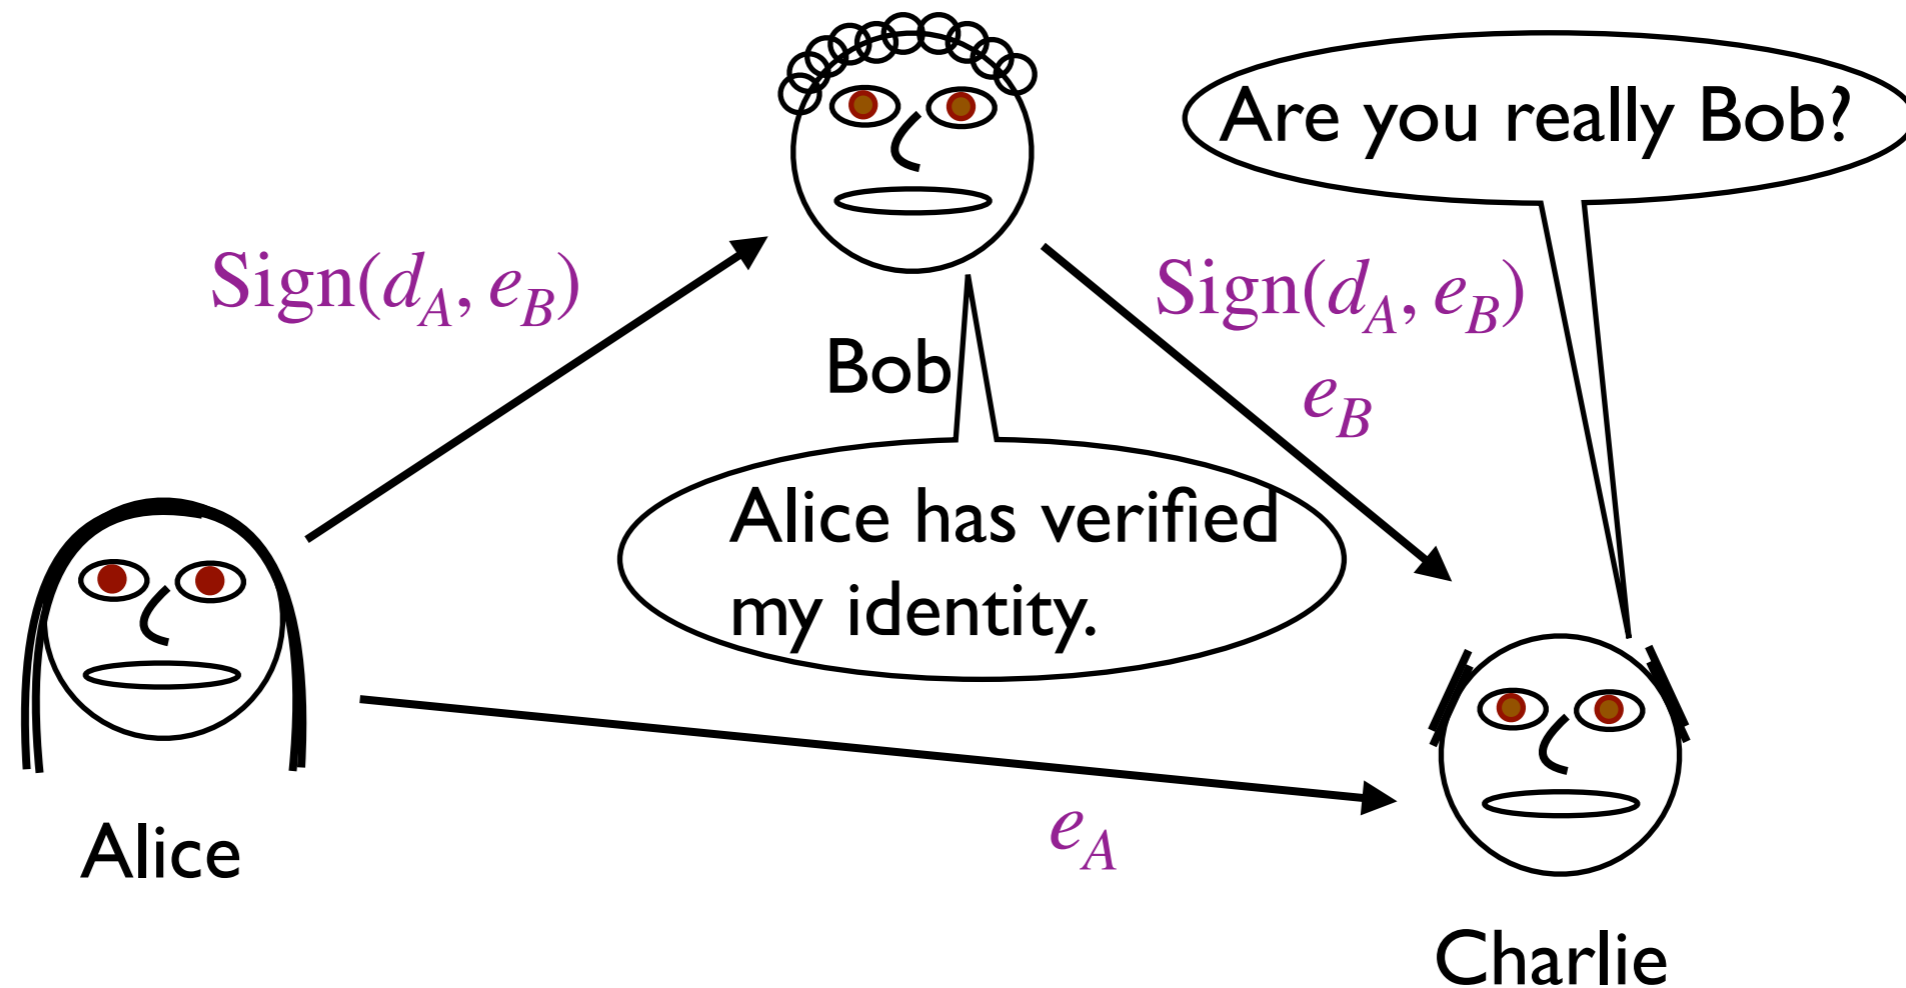 Are you really Bob?
Sign(d_A, e_B)
Sign(d_A, e_B)
Bob
e_B
Alice has verified
my identity.
e_A
Alice
Charlie